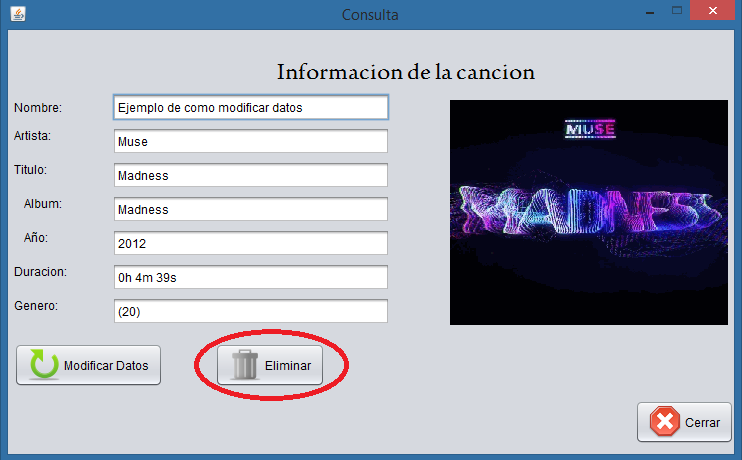 Consulta
Informacion de la cancion
Nombre: Ejemplo de como modificar datos
Artista: Muse
Titulo: Madness
Album: Madness
Año: 2012
Duracion: 0h 4m 39s
Genero: (20)
MUSE
MADNESS
Modificar Datos
Eliminar
Cerrar